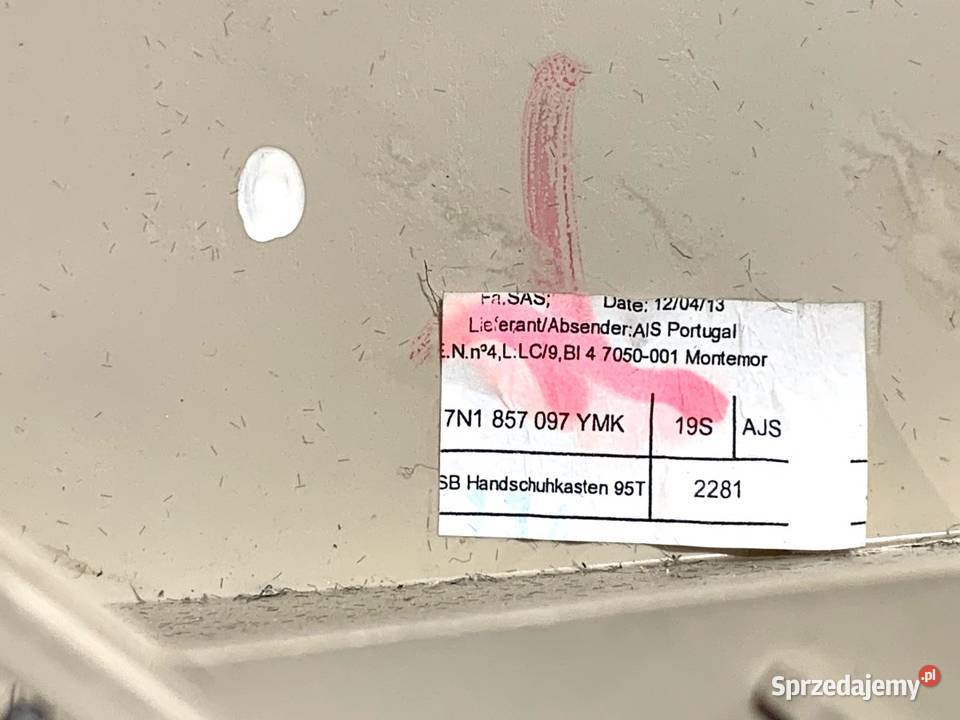 Fa.SAS; Date: 12/04/13
Lieferant/Absender:AIS Portugal
E.N.nº4,L.LC/9,Bl 4 7050-001 Montemor
7N1 857 097 YMK 19S AJS
SB Handschuhkasten 95T 2281
Sprzedajemy.pl